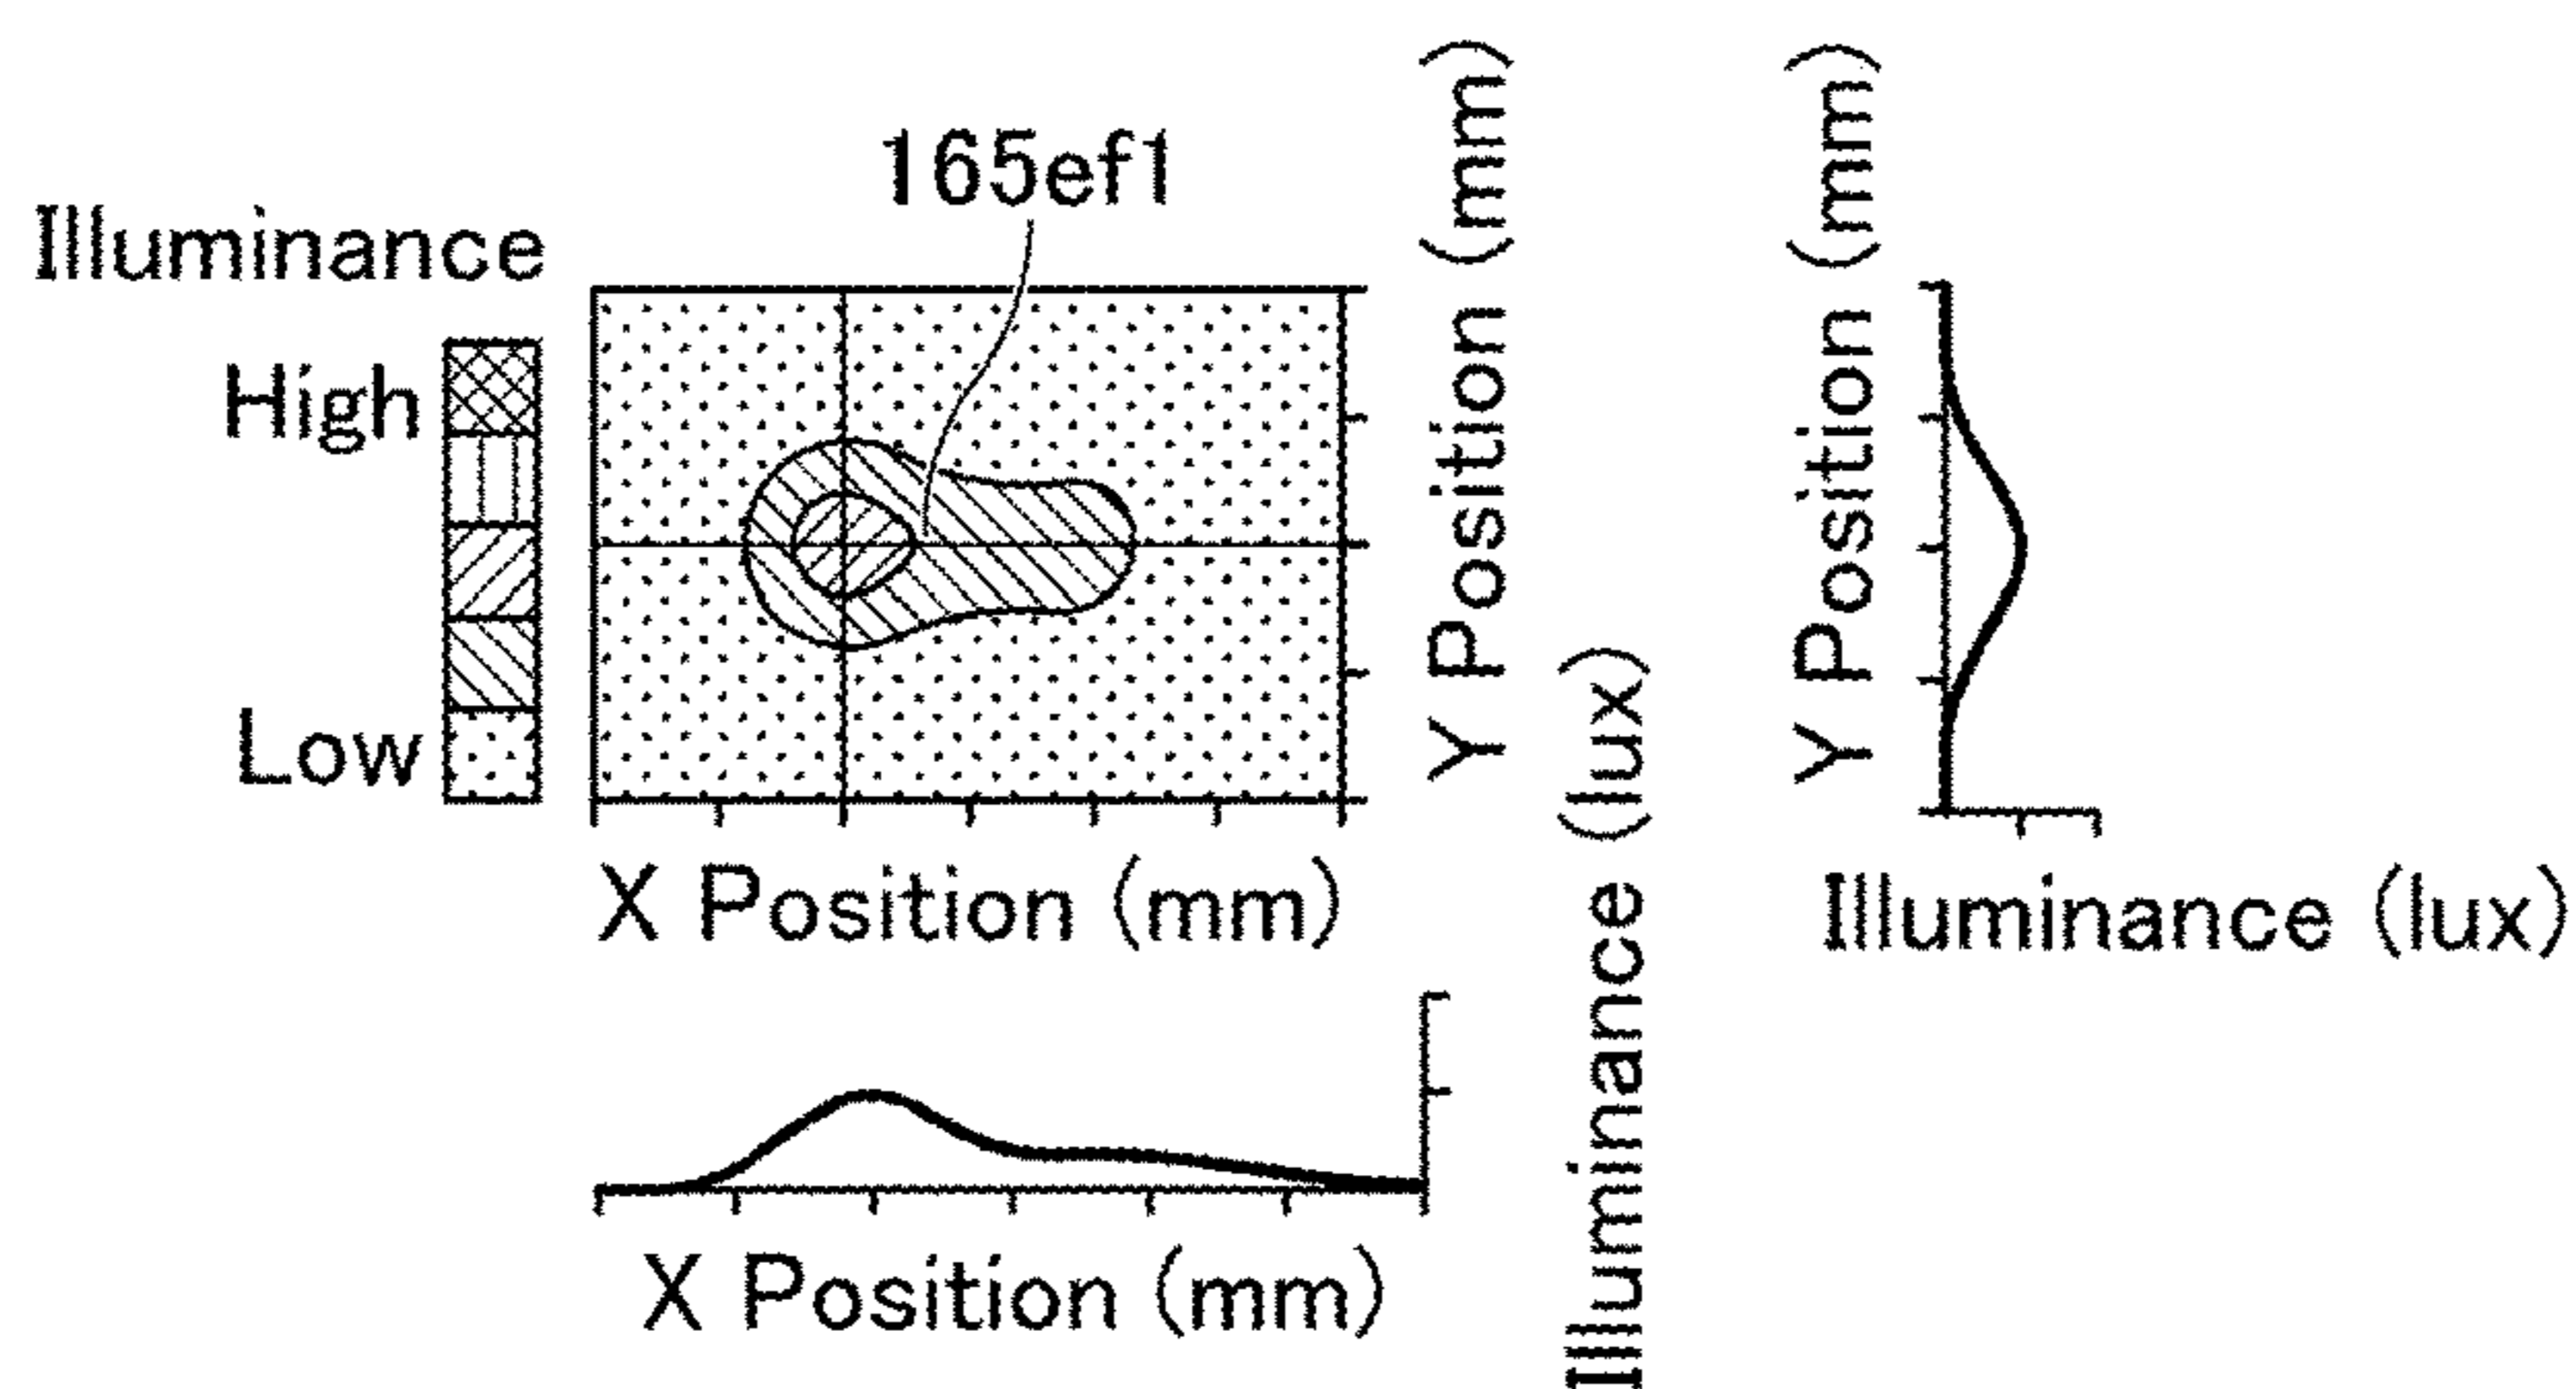 165ef1
Illuminance
High
Low
X Position (mm)
Y Position (mm)
Y Position (mm)
Illuminance (lux)
X Position (mm)
Illuminance (lux)